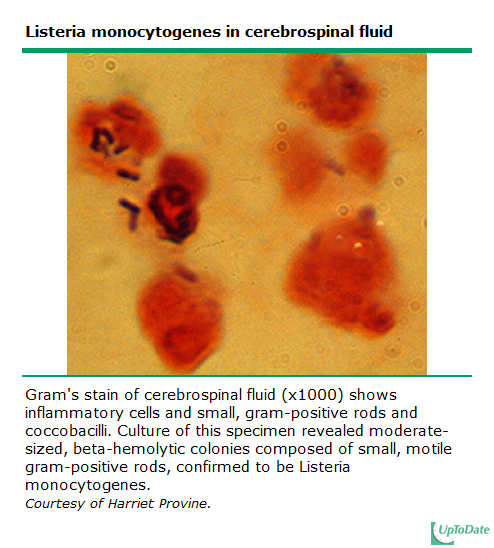 Listeria monocytogenes in cerebrospinal fluid
Gram's stain of cerebrospinal fluid (x1000) shows
inflammatory cells and small, gram-positive rods and
coccobacilli. Culture of this specimen revealed moderate-
sized, beta-hemolytic colonies composed of small, motile
gram-positive rods, confirmed to be Listeria
monocytogenes.
Courtesy of Harriet Provine.
UpToDate